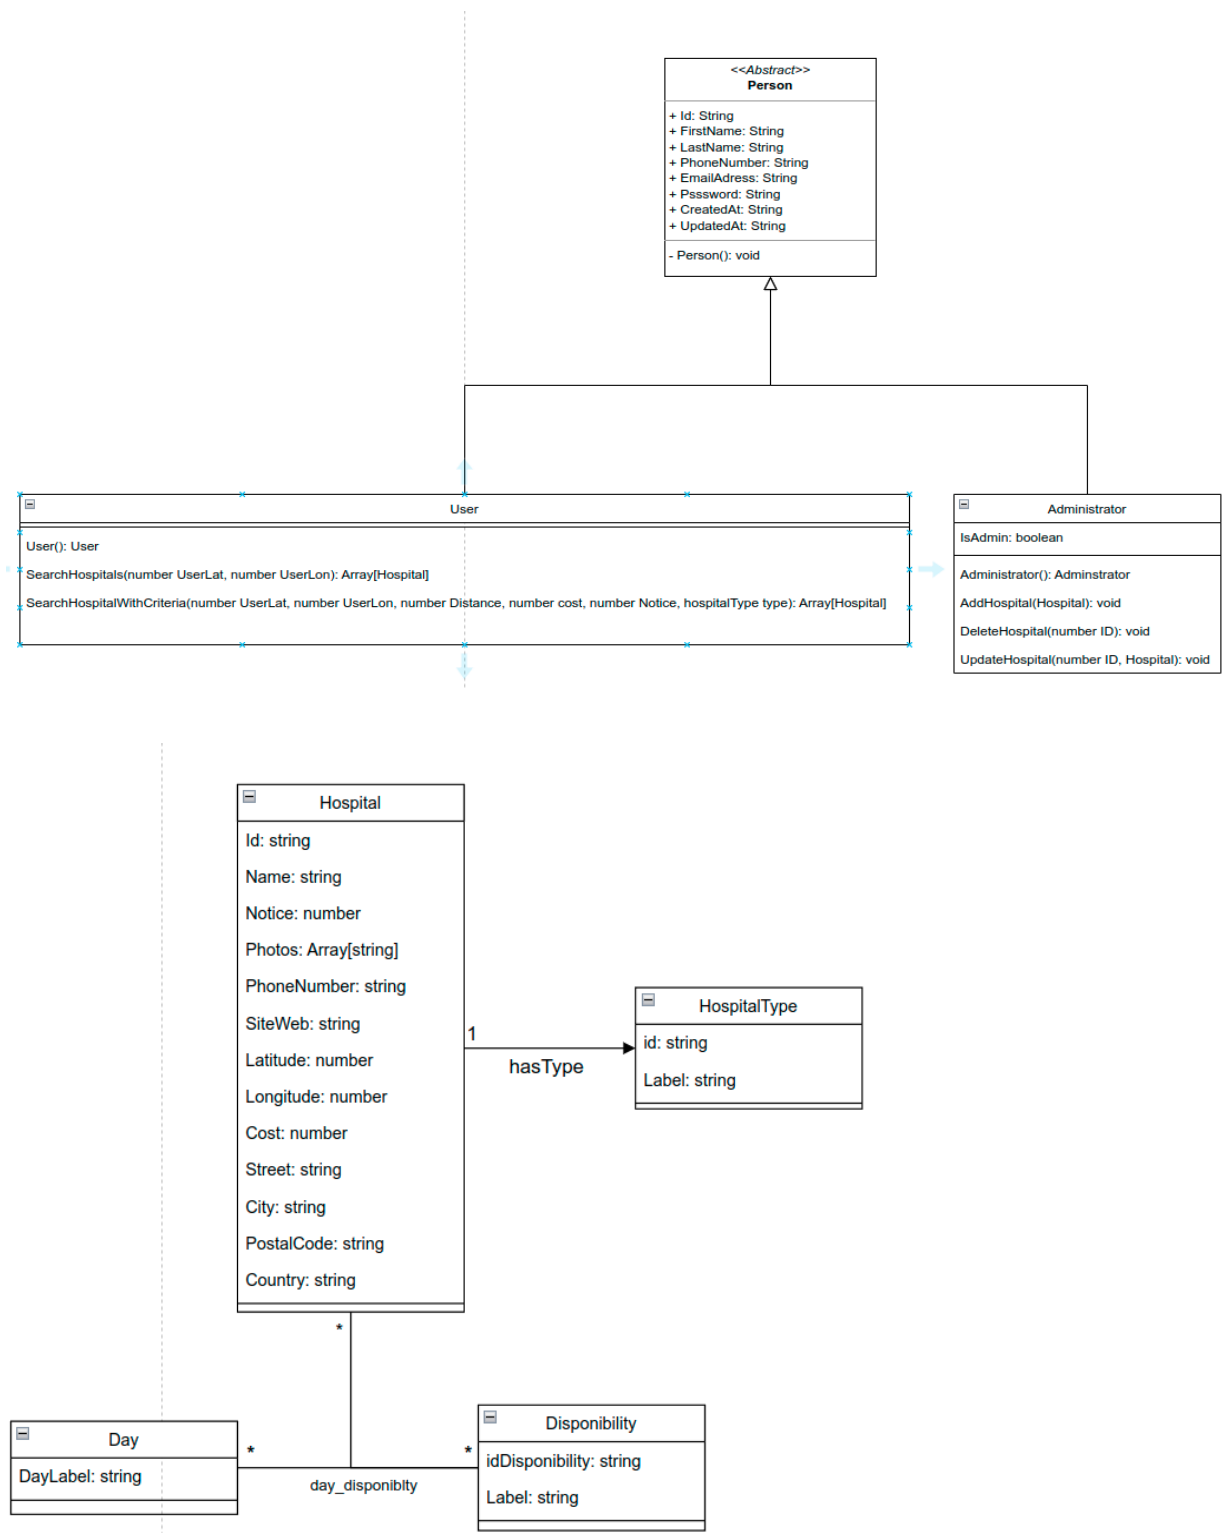 <<Abstract>>
Person
+ Id: String
+ FirstName: String
+ LastName: String
+ PhoneNumber: String
+ EmailAdress: String
+ Psssword: String
+ CreatedAt: String
+ UpdatedAt: String
- Person(): void
User
User(): User
SearchHospitals(number UserLat, number UserLon): Array[Hospital]
SearchHospitalWithCriteria(number UserLat, number UserLon, number Distance, number cost, number Notice, hospitalType type): Array[Hospital]
Administrator
IsAdmin: boolean
Administrator(): Adminstrator
AddHospital(Hospital): void
DeleteHospital(number ID): void
UpdateHospital(number ID, Hospital): void
Hospital
Id: string
Name: string
Notice: number
Photos: Array[string]
PhoneNumber: string
SiteWeb: string
Latitude: number
Longitude: number
Cost: number
Street: string
City: string
PostalCode: string
Country: string
1
hasType
HospitalType
id: string
Label: string
*
Day
DayLabel: string
*
*
day_disponiblty
Disponibility
idDisponibility: string
Label: string